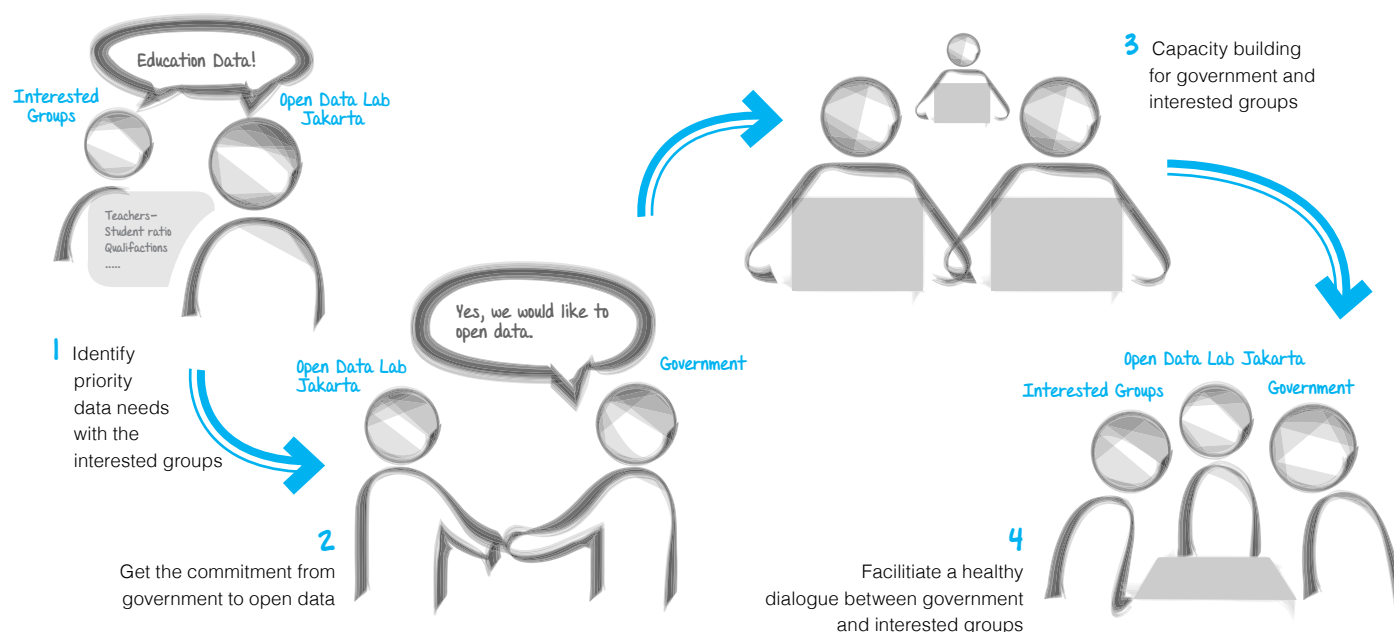 Education Data!
Interested
Groups
Open Data Lab
Jakarta
Teachers-
Student ratio
Qualifactions
.....
1 Identify
priority
data needs
with the
interested groups
Yes, we would like to
open data.
Open Data Lab
Jakarta
Government
2
Get the commitment from
government to open data
3 Capacity building
for government and
interested groups
Open Data Lab Jakarta
Interested Groups
Government
4
Facilitiate a healthy
dialogue between government
and interested groups